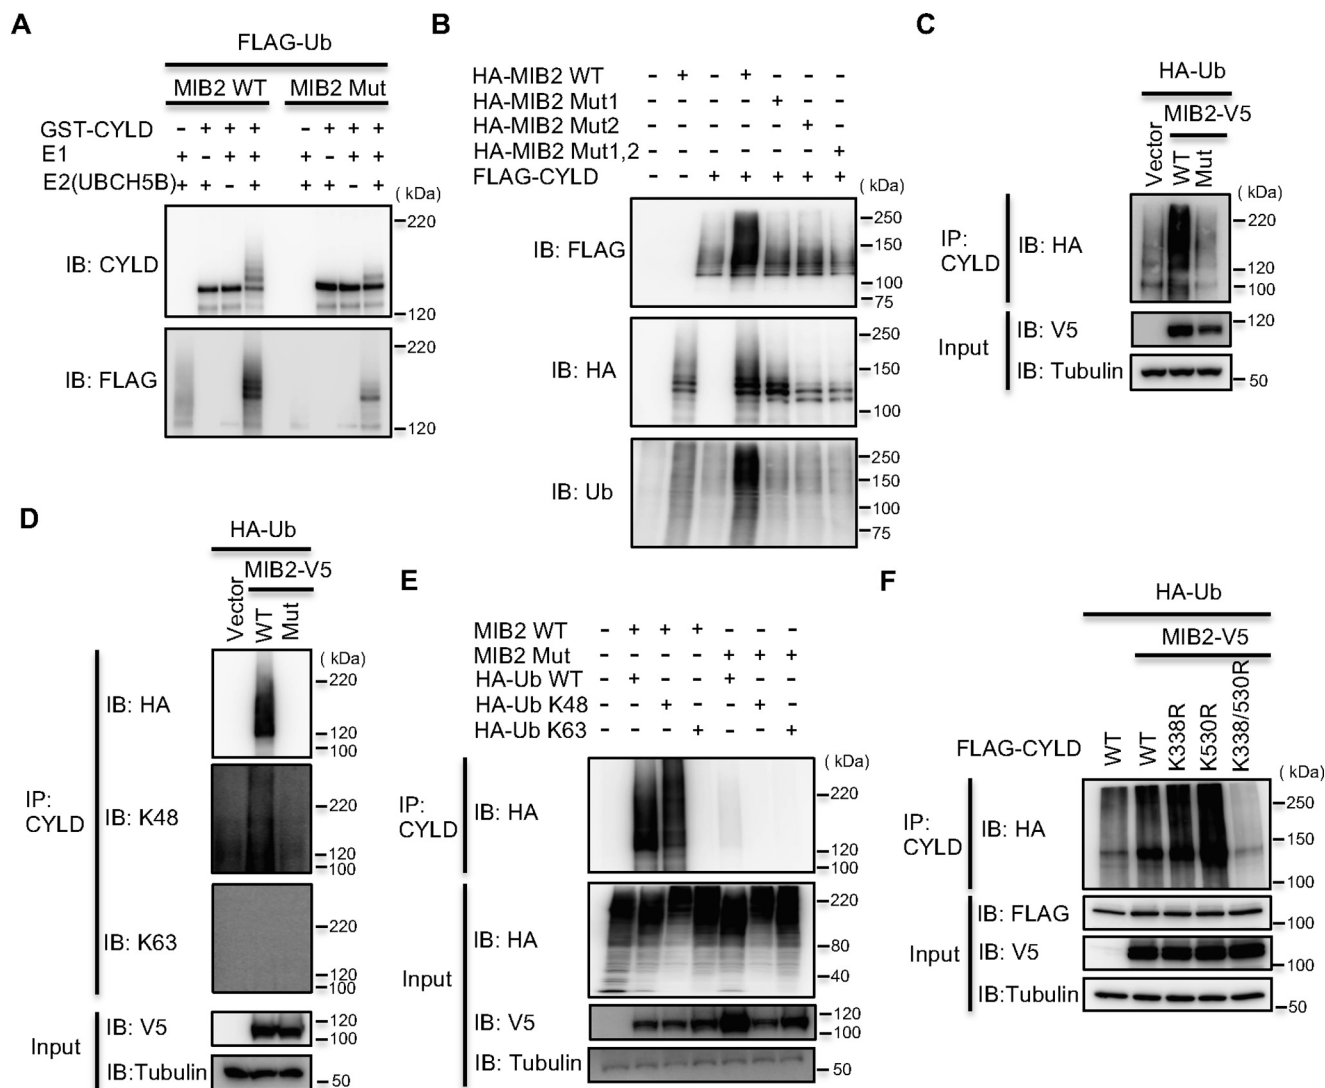 A
FLAG-Ub
MIB2 WT MIB2 Mut
GST-CYLD - + + + - + + +
E1 + - + + + - + +
E2(UBCH5B) + + - + + + - +
( kDa)
220
IB: CYLD
120
220
IB: FLAG
120
B
HA-MIB2 WT - + - + - - -
HA-MIB2 Mut1 - - - - + - -
HA-MIB2 Mut2 - - - - - + -
HA-MIB2 Mut1,2 - - - - - - +
FLAG-CYLD - - + + + + +
( kDa)
250
150
IB: FLAG
100
75
250
150
IB: HA
100
250
150
IB: Ub
100
75
C
HA-Ub
MIB2-V5
Vector WT Mut
(kDa)
220
IP: CYLD
IB: HA
120
100
Input
IB: V5
120
IB: Tubulin
50
D
HA-Ub
MIB2-V5
Vector WT Mut
( kDa)
220
IB: HA
120
100
IP: CYLD
IB: K48
220
120
100
IB: K63
220
120
100
Input
IB: V5
120
100
IB:Tubulin
50
E
MIB2 WT - + + + - - -
MIB2 Mut - - - - + + +
HA-Ub WT - + - - + - -
HA-Ub K48 - - + - - + -
HA-Ub K63 - - - + - - +
( kDa)
220
IP: CYLD
IB: HA
120
220
IB: HA
80
Input
40
IB: V5
120
100
IB: Tubulin
50
F
HA-Ub
MIB2-V5
FLAG-CYLD WT WT K338R K530R K338/530R
(kDa)
250
IP: CYLD
IB: HA
150
100
IB: FLAG
100
Input
IB: V5
100
IB:Tubulin
50